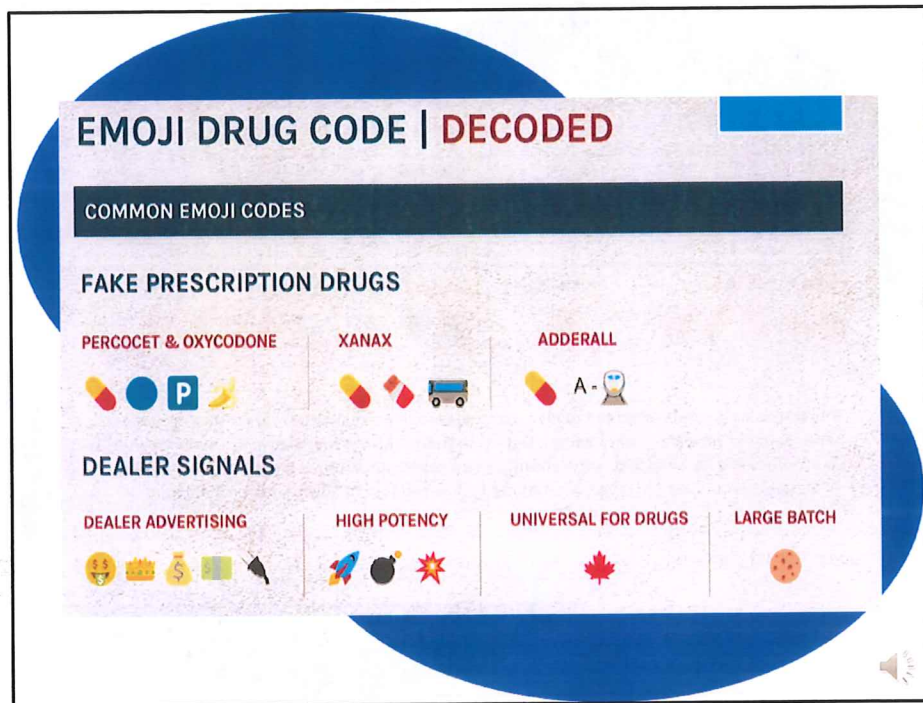 EMOJI DRUG CODE | DECODED
COMMON EMOJI CODES
FAKE PRESCRIPTION DRUGS
PERCOCET & OXYCODONE
XANAX
ADDERALL
P
A -
DEALER SIGNALS
DEALER ADVERTISING
HIGH POTENCY
UNIVERSAL FOR DRUGS
LARGE BATCH